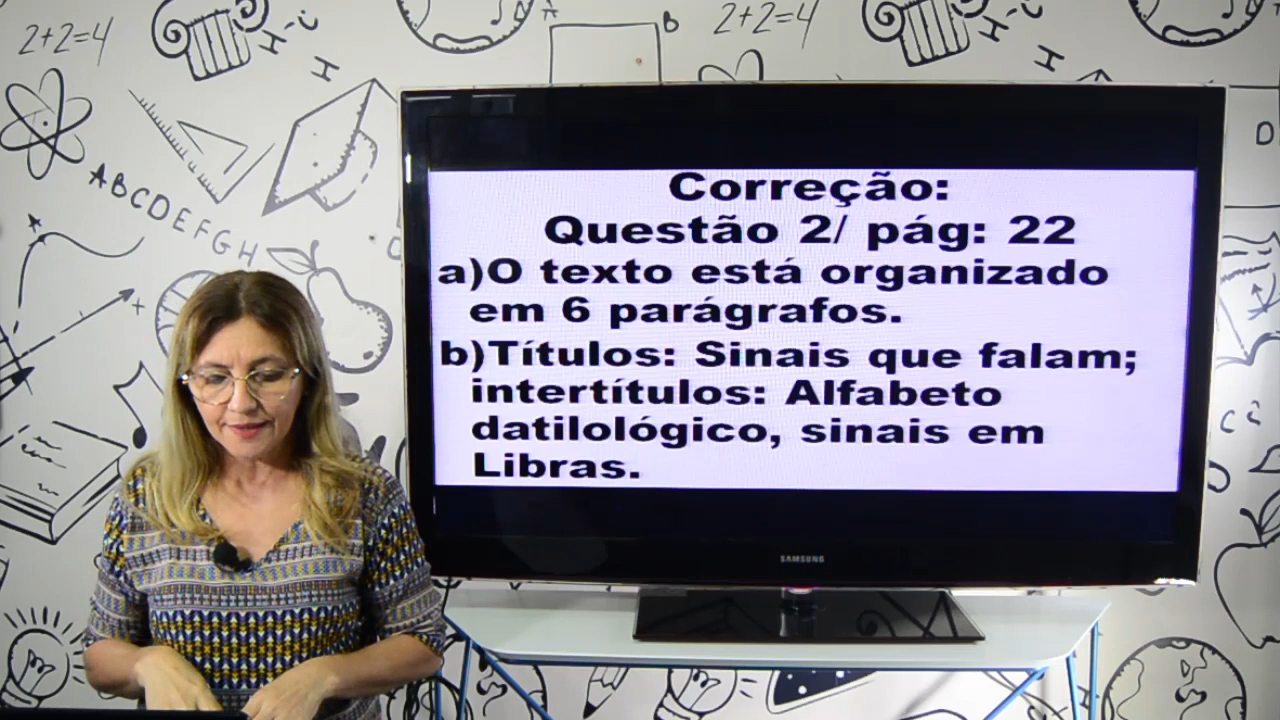 2+2=4
H-i
H
A
B
2+2=4
H-i
H
ABCDEFGH
D
Correção:
Questão 2/ pág: 22
a)O texto está organizado
em 6 parágrafos.
b)Títulos: Sinais que falam;
intertítulos: Alfabeto
datilológico, sinais em
Libras.
SAMSUNG